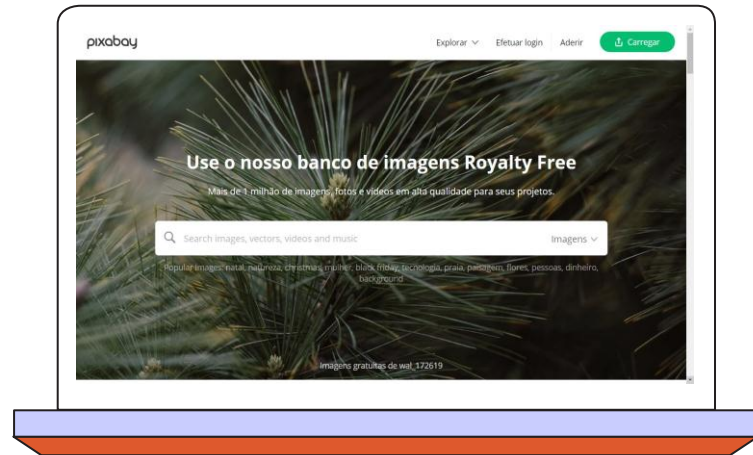 pixabay
Explorar Efetuar login Aderir Carregar
Use o nosso banco de imagens Royalty Free
Mais de 1 milhão de imagens, fotos e vídeos em alta qualidade para seus projetos.
Search images, vectors, videos and music Imagens
Popular images: natal, natureza, christmas, mulher, black friday, tecnologia, praia, paisagem, flores, pessoas, dinheiro,
background
Imagens gratuitas de wal_172619